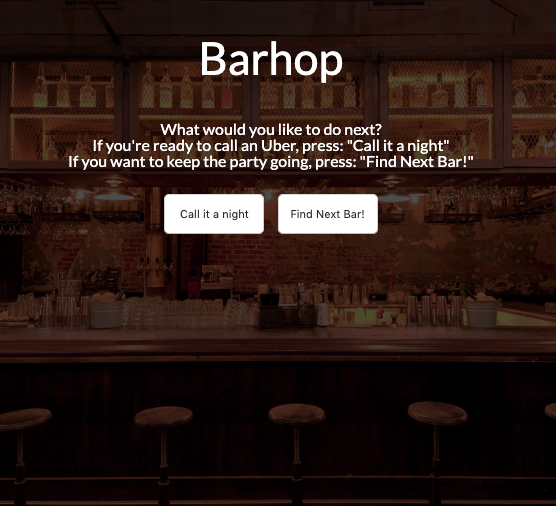 Barhop
What would you like to do next?
If you're ready to call an Uber, press: "Call it a night"
If you want to keep the party going, press: "Find Next Bar!"
Call it a night
Find Next Bar!